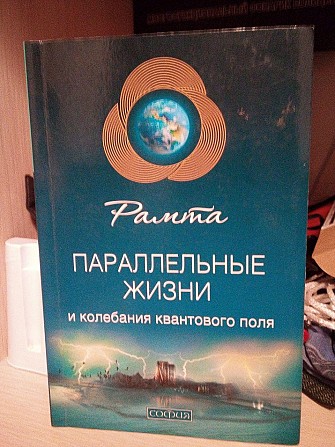 Рамта
ПАРАЛЛЕЛЬНЫЕ
ЖИЗНИ
и колебания квантового поля
СОФИЯ